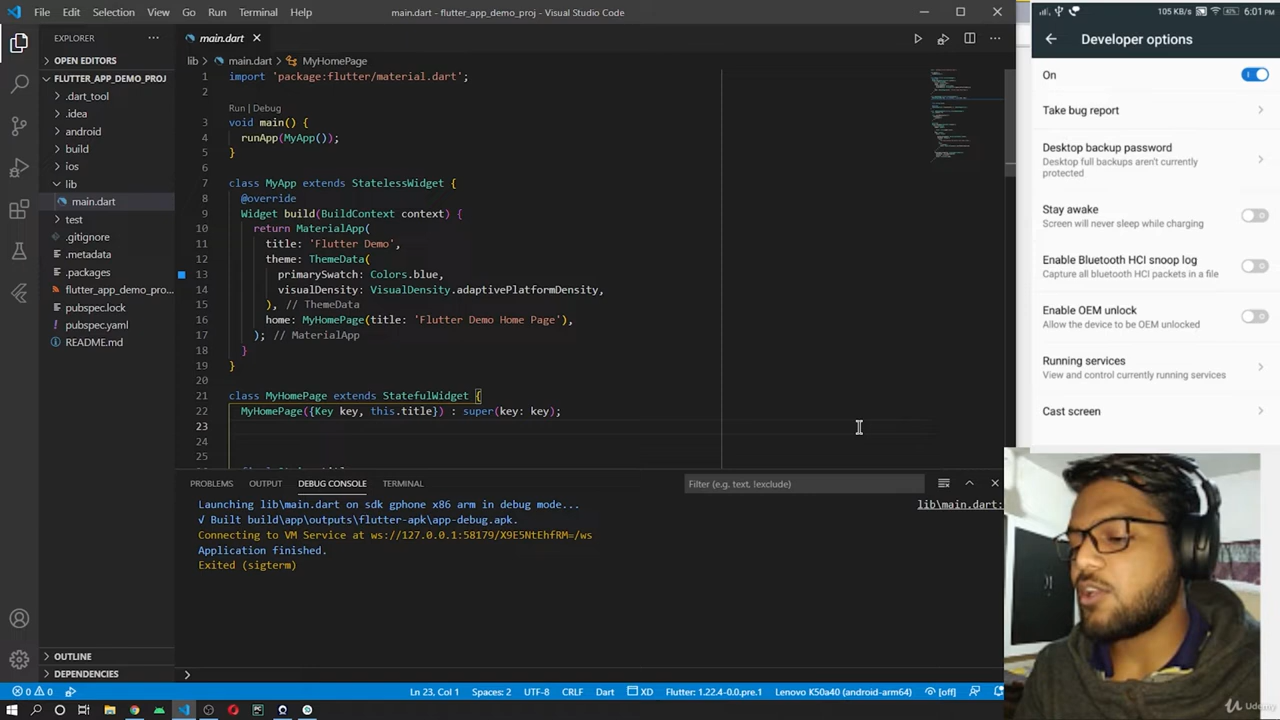 File Edit Selection View Go Run Terminal Help
main.dart - flutter_app_demo_proj - Visual Studio Code
EXPLORER
OPEN EDITORS
FLUTTER_APP_DEMO_PROJ
.dart_tool
.idea
android
build
ios
lib
main.dart
test
.gitignore
.metadata
.packages
flutter_app_demo_pro...
pubspec.lock
pubspec.yaml
README.md
OUTLINE
DEPENDENCIES
main.dart
lib > main.dart > MyHomePage
1 import 'package:flutter/material.dart';
2
Run | Debug
3 void main() {
4 runApp(MyApp());
5 }
6
7 class MyApp extends StatelessWidget {
8 @override
9 Widget build(BuildContext context) {
10 return MaterialApp(
11 title: 'Flutter Demo',
12 theme: ThemeData(
13 primarySwatch: Colors.blue,
14 visualDensity: VisualDensity.adaptivePlatformDensity,
15 ), // ThemeData
16 home: MyHomePage(title: 'Flutter Demo Home Page'),
17 ); // MaterialApp
18 }
19 }
20
21 class MyHomePage extends StatefulWidget {
22 MyHomePage({Key key, this.title}) : super(key: key);
23
24
25
PROBLEMS OUTPUT DEBUG CONSOLE TERMINAL
Filter (e.g. text, !exclude)
Launching lib\main.dart on sdk gphone x86 arm in debug mode...
lib\main.dart:
√ Built build\app\outputs\flutter-apk\app-debug.apk.
Connecting to VM Service at ws://127.0.0.1:58179/X9E5NtEhfRM=/ws
Application finished.
Exited (sigterm)
0 0
Ln 23, Col 1 Spaces: 2 UTF-8 CRLF Dart XD Flutter: 1.22.4-0.0.pre.1 Lenovo K50a40 (android-arm64) [off]
105 KB/s
6:01 PM
Developer options
On
Take bug report
Desktop backup password
Desktop full backups aren't currently
protected
Stay awake
Screen will never sleep while charging
Enable Bluetooth HCI snoop log
Capture all bluetooth HCI packets in a file
Enable OEM unlock
Allow the device to be OEM unlocked
Running services
View and control currently running services
Cast screen
Udemy